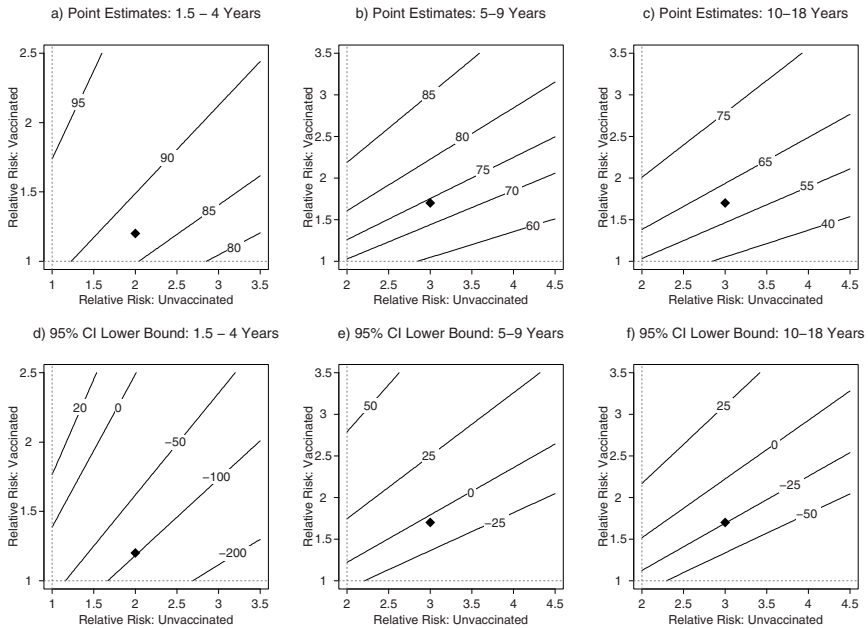 a) Point Estimates: 1.5 − 4 Years
b) Point Estimates: 5−9 Years
c) Point Estimates: 10−18 Years
Relative Risk: Vaccinated
2.5
2
1.5
1
95
90
85
80
1 1.5 2 2.5 3 3.5
Relative Risk: Unvaccinated
Relative Risk: Vaccinated
3.5
3
2.5
2
1.5
1
85
80
75
70
60
2 2.5 3 3.5 4 4.5
Relative Risk: Unvaccinated
Relative Risk: Vaccinated
3.5
3
2.5
2
1.5
1
75
65
55
40
2 2.5 3 3.5 4 4.5
Relative Risk: Unvaccinated
d) 95% CI Lower Bound: 1.5 − 4 Years
e) 95% CI Lower Bound: 5−9 Years
f) 95% CI Lower Bound: 10−18 Years
Relative Risk: Vaccinated
2.5
2
1.5
1
20
0
−50
−100
−200
1 1.5 2 2.5 3 3.5
Relative Risk: Unvaccinated
Relative Risk: Vaccinated
3.5
3
2.5
2
1.5
1
50
25
0
−25
2 2.5 3 3.5 4 4.5
Relative Risk: Unvaccinated
Relative Risk: Vaccinated
3.5
3
2.5
2
1.5
1
25
0
−25
−50
2 2.5 3 3.5 4 4.5
Relative Risk: Unvaccinated